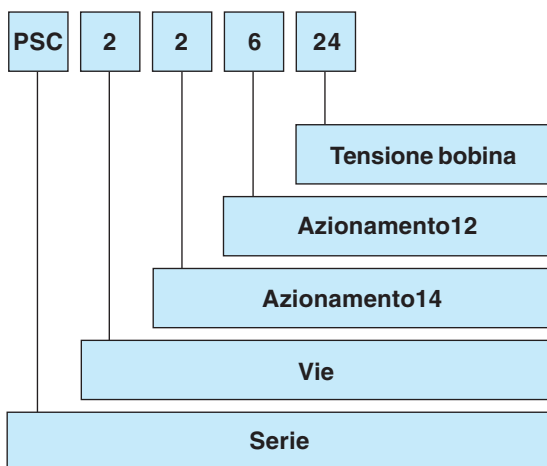 PSC 2 2 6 24
Tensione bobina
Azionamento12
Azionamento14
Vie
Serie